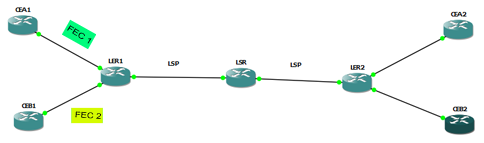 CEA1
CEA2
FEC 1
LER1
LSP
LSR
LSP
LER2
CEB1
FEC 2
CEB2